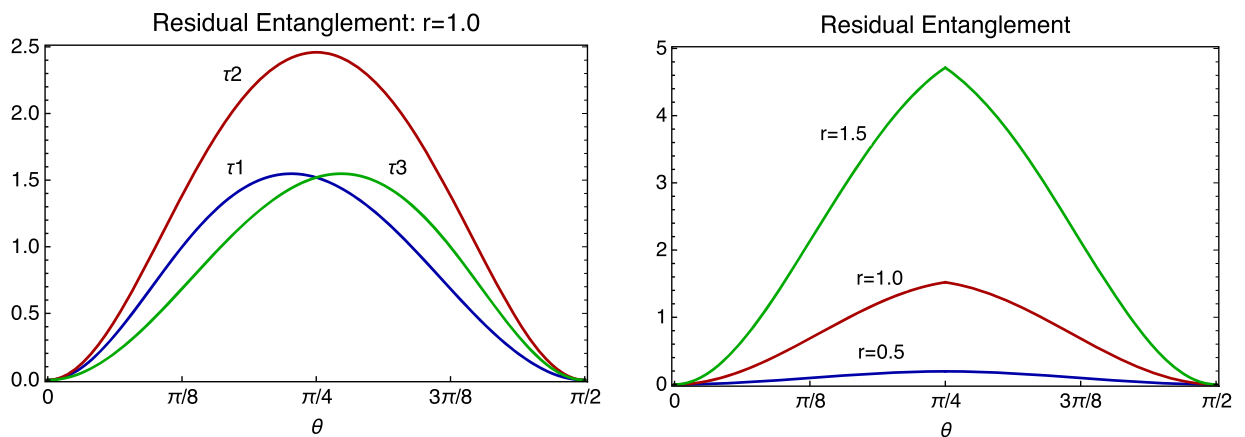 Residual Entanglement: r=1.0
2.5
2.0
1.5
1.0
0.5
0.0
τ2
τ1
τ3
0
π/8
π/4
3π/8
π/2
θ
Residual Entanglement
5
4
3
2
1
0
r=1.5
r=1.0
r=0.5
0
π/8
π/4
3π/8
π/2
θ